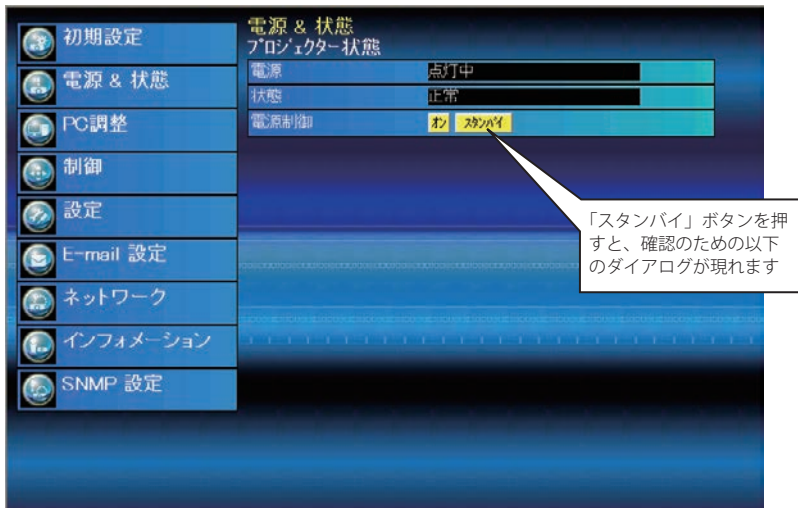 初期設定
電源 & 状態
PC調整
制御
設定
E-mail 設定
ネットワーク
インフォメーション
SNMP 設定
電源 & 状態
プロジェクター状態
電源 点灯中
状態 正常
電源制御 オン スタンバイ
「スタンバイ」ボタンを押
すと、確認のための以下
のダイアログが現れます